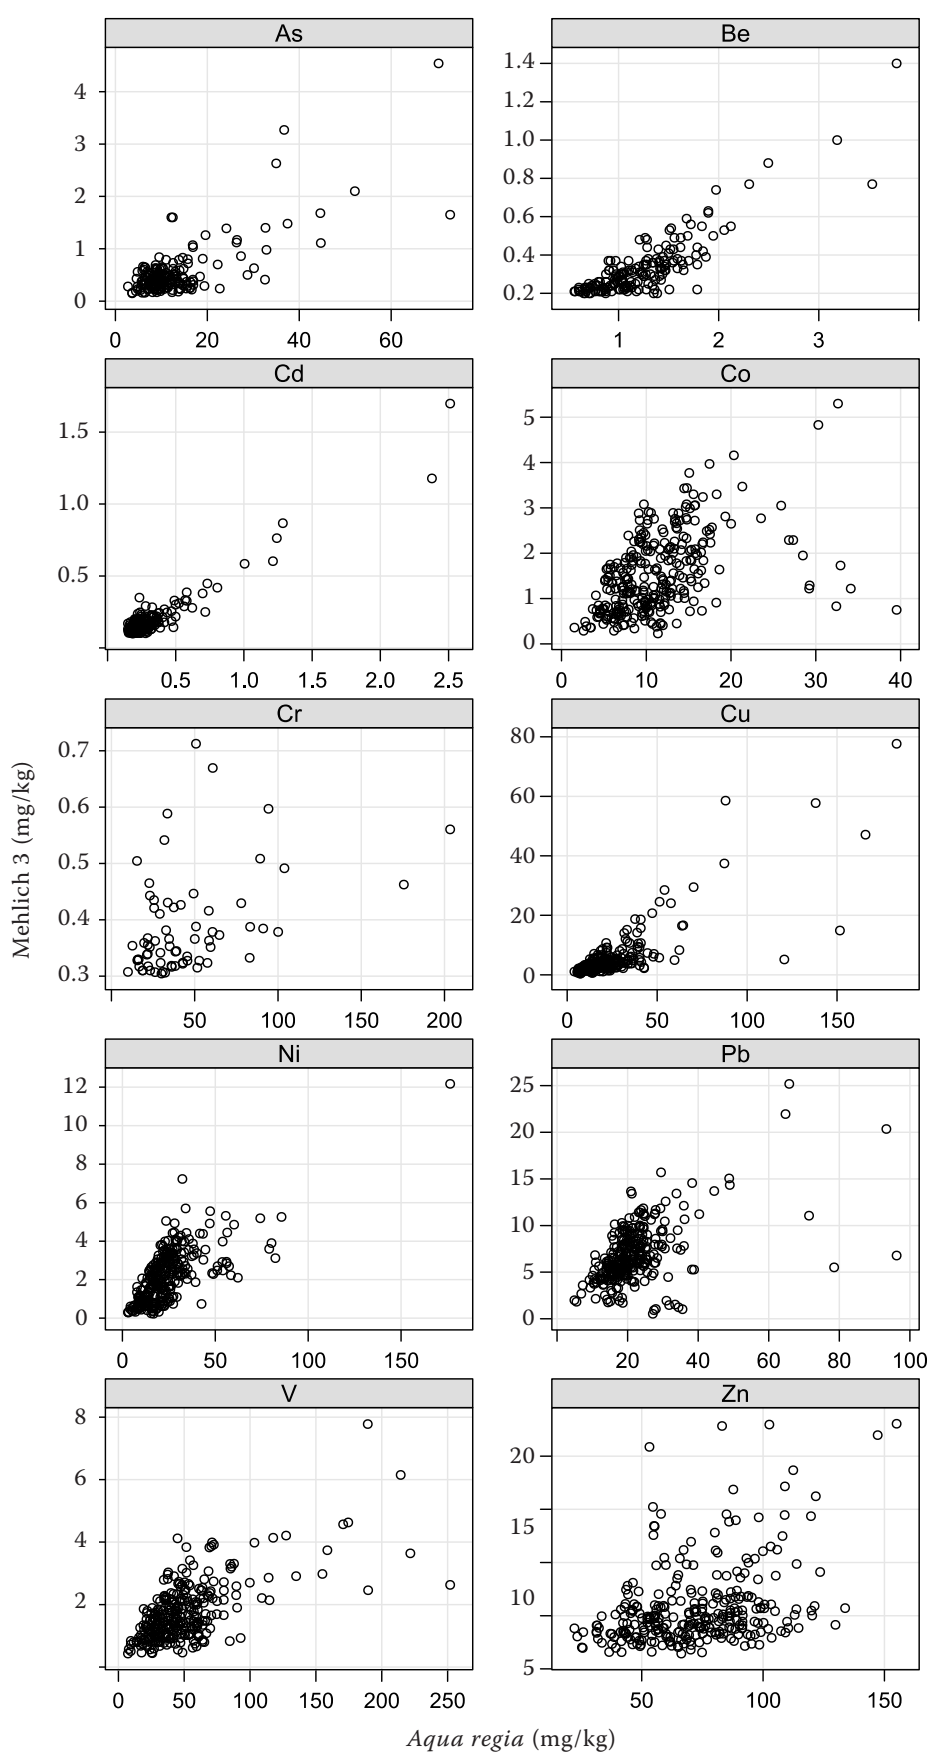 As Be
4 3 2 1 0
1.4 1.2 1.0 0.8 0.6 0.4 0.2
0 20 40 60
1 2 3
Cd Co
1.5 1.0 0.5
5 4 3 2 1 0
0.5 1.0 1.5 2.0 2.5
0 10 20 30 40
Cr Cu
0.7 0.6 0.5 0.4 0.3
80 60 40 20 0
50 100 150 200
0 50 100 150
Mehlich 3 (mg/kg)
Ni Pb
12 10 8 6 4 2 0
25 20 15 10 5 0
0 50 100 150
20 40 60 80 100
V Zn
8 6 4 2
20 15 10 5
0 50 100 150 200 250
50 100 150
Aqua regia (mg/kg)